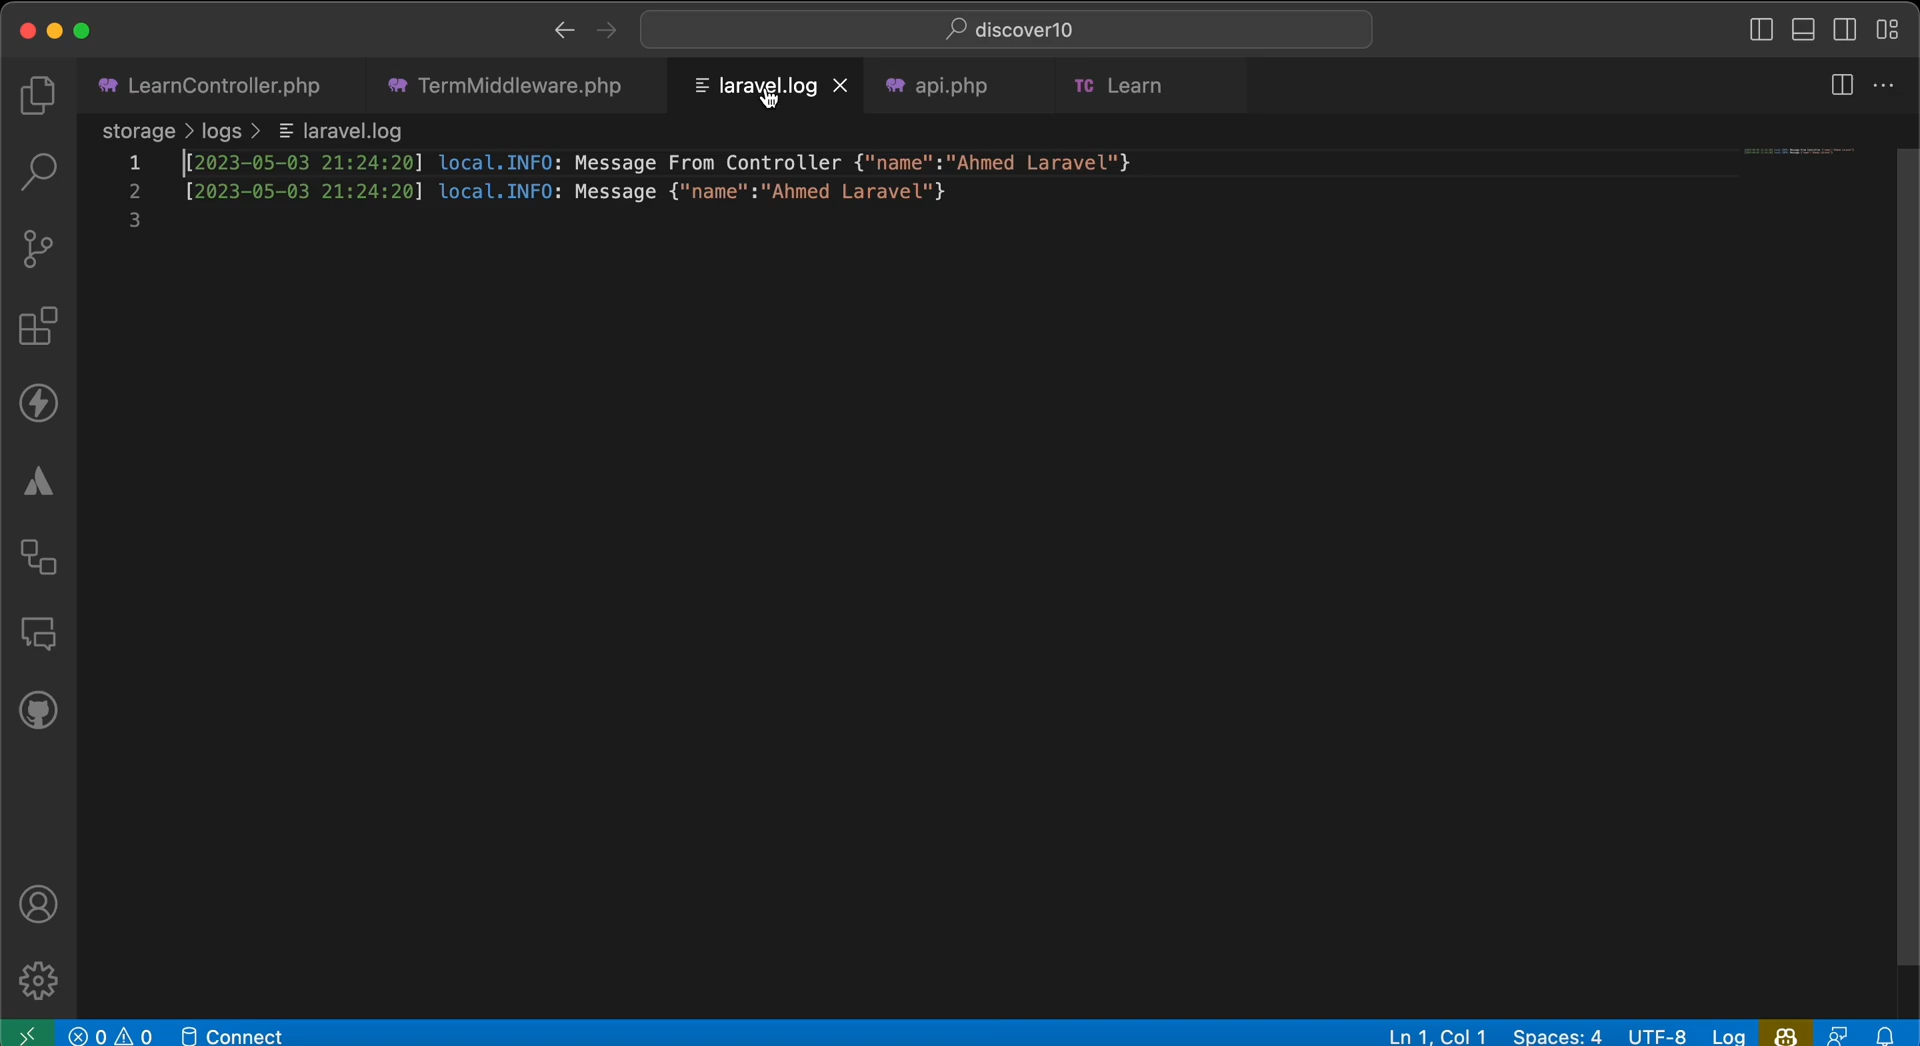 discover10
LearnController.php TermMiddleware.php laravel.log api.php TC Learn
storage > logs > laravel.log
1 [2023-05-03 21:24:20] local.INFO: Message From Controller {"name":"Ahmed Laravel"}
2 [2023-05-03 21:24:20] local.INFO: Message {"name":"Ahmed Laravel"}
3
0 0 Connect Ln 1, Col 1 Spaces: 4 UTF-8 Log